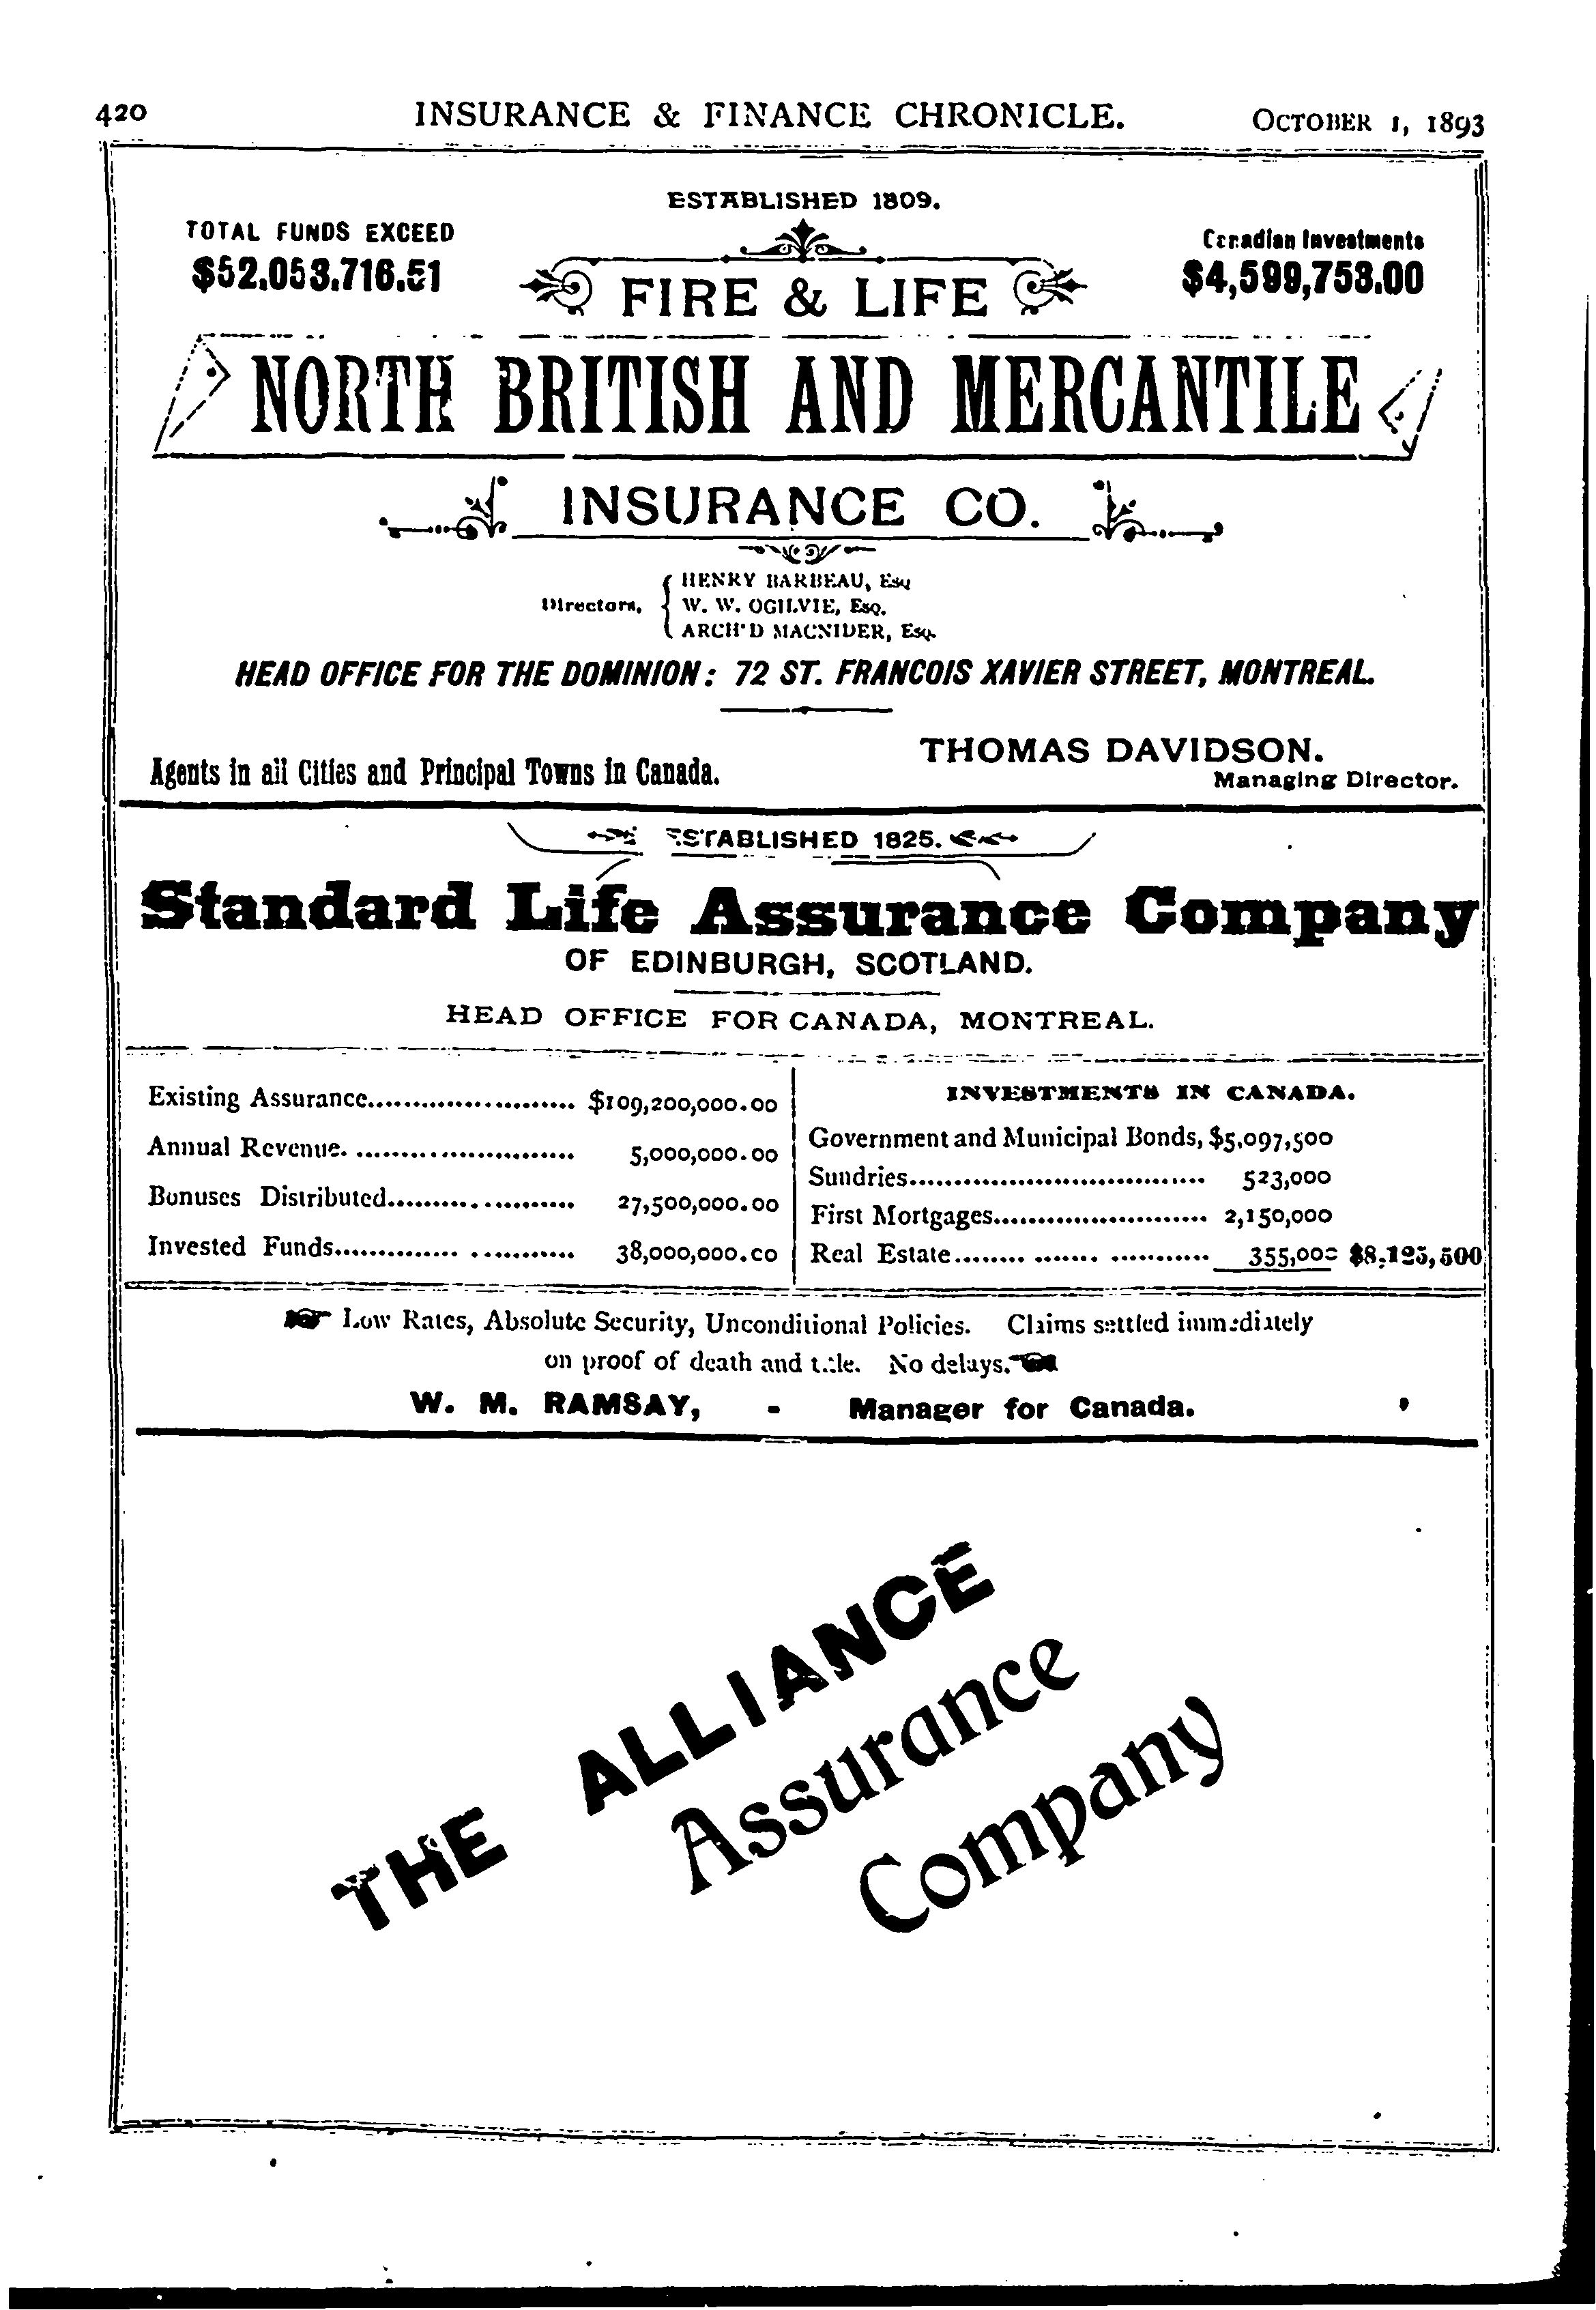 420 INSURANCE & FINANCE CHRONICLE. OCTOBER 1, 1893
ESTABLISHED 1809.
TOTAL FUNDS EXCEED
$52,053,716.51
Canadian Investments
$4,599,753.00
FIRE & LIFE
NORTH BRITISH AND MERCANTILE
INSURANCE CO.
HENRY BARBEAU, Esq
Directors, W. W. OGILVIE, Esq.
ARCH'D MACNIDER, Esq.
HEAD OFFICE FOR THE DOMINION: 72 ST. FRANCOIS XAVIER STREET, MONTREAL.
THOMAS DAVIDSON.
Agents in all Cities and Principal Towns in Canada.
Managing Director.
ESTABLISHED 1825.
Standard Life Assurance Company
OF EDINBURGH, SCOTLAND.
HEAD OFFICE FOR CANADA, MONTREAL.
Existing Assurance........................ $109,200,000.00
Annual Revenue. ........................ 5,000,000.00
Bonuses Distributed..................... 27,500,000.00
Invested Funds.......................... 38,000,000.00
INVESTMENTS IN CANADA.
Government and Municipal Bonds, $5,097,500
Sundries................................. 523,000
First Mortgages........................ 2,150,000
Real Estate........ ....... ........... 355,000 $8,125,500
Low Rates, Absolute Security, Unconditional Policies. Claims settled immediately
on proof of death and title. No delays.
W. M. RAMSAY, - Manager for Canada.
THE ALLIANCE
Assurance
Company